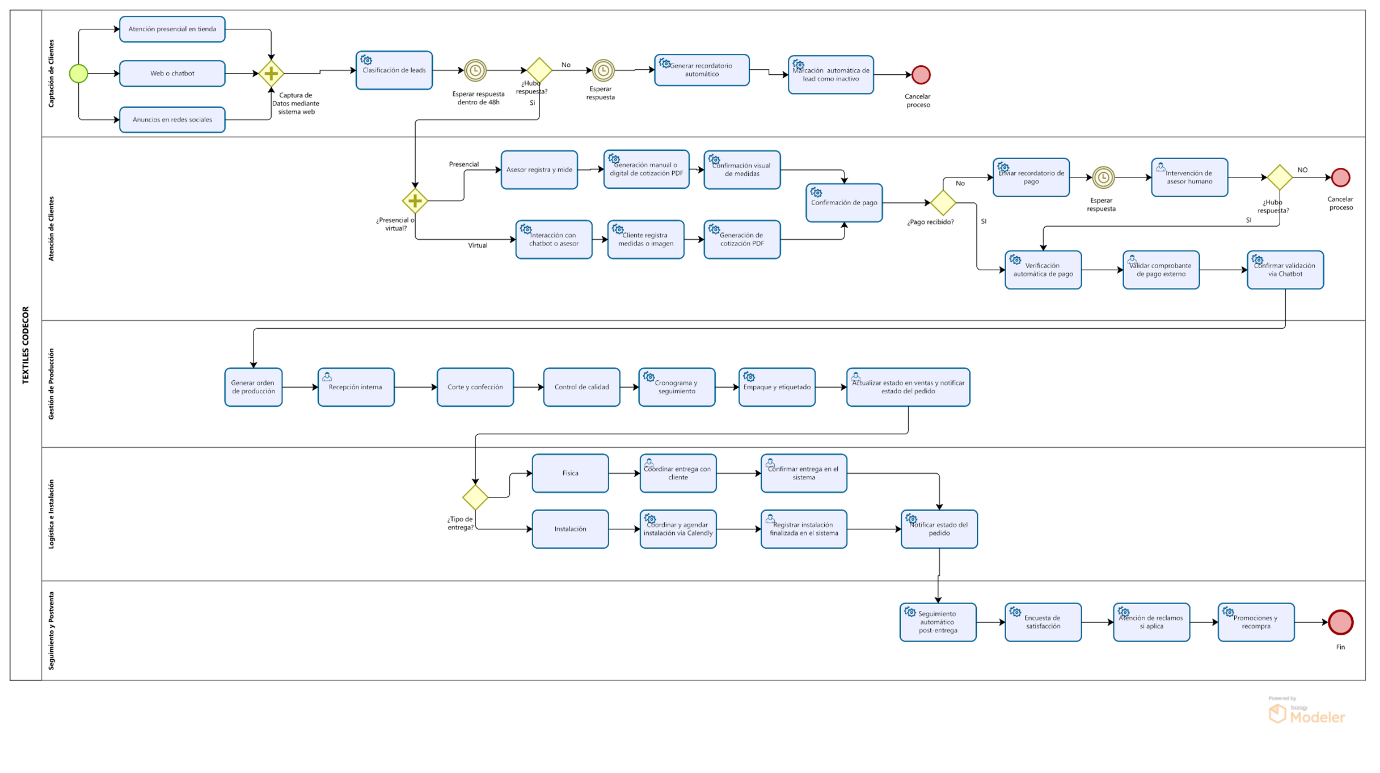 TEXTILES CODECOR
Captación de Clientes
Atención presencial en tienda
Web o chatbot
Anuncios en redes sociales
Captura de
Datos mediante
sistema web
Clasificación de leads
Esperar respuesta
dentro de 48h
¿Hubo
respuesta?
No
Si
Esperar
respuesta
Generar recordatorio
automático
Marcación automática de
lead como inactivo
Cancelar
proceso
Atención de Clientes
¿Presencial o
virtual?
Presencial
Virtual
Asesor registra y mide
Generación manual o
digital de cotización PDF
Confirmación visual
de medidas
Interacción con
chatbot o asesor
Cliente registra
medidas o imagen
Generación de
cotización PDF
Confirmación de pago
¿Pago recibido?
No
SI
Enviar recordatorio de
pago
Esperar
respuesta
Intervención de
asesor humano
¿Hubo
respuesta?
NO
SI
Cancelar
proceso
Verificación
automática de pago
Validar comprobante
de pago externo
Confirmar validación
vía Chatbot
Gestión de Producción
Generar orden
de producción
Recepción interna
Corte y confección
Control de calidad
Cronograma y
seguimiento
Empaque y etiquetado
Actualizar estado en ventas y notificar
estado del pedido
Logística e Instalación
¿Tipo de
entrega?
Física
Coordinar entrega con
cliente
Confirmar entrega en el
sistema
Instalación
Coordinar y agendar
instalación vía Calendly
Registrar instalación
finalizada en el sistema
Notificar estado del
pedido
Seguimiento y Postventa
Seguimiento
automático
post-entrega
Encuesta de
satisfacción
Atención de reclamos
si aplica
Promociones y
recompra
Fin
Powered by
bizagi
Modeler